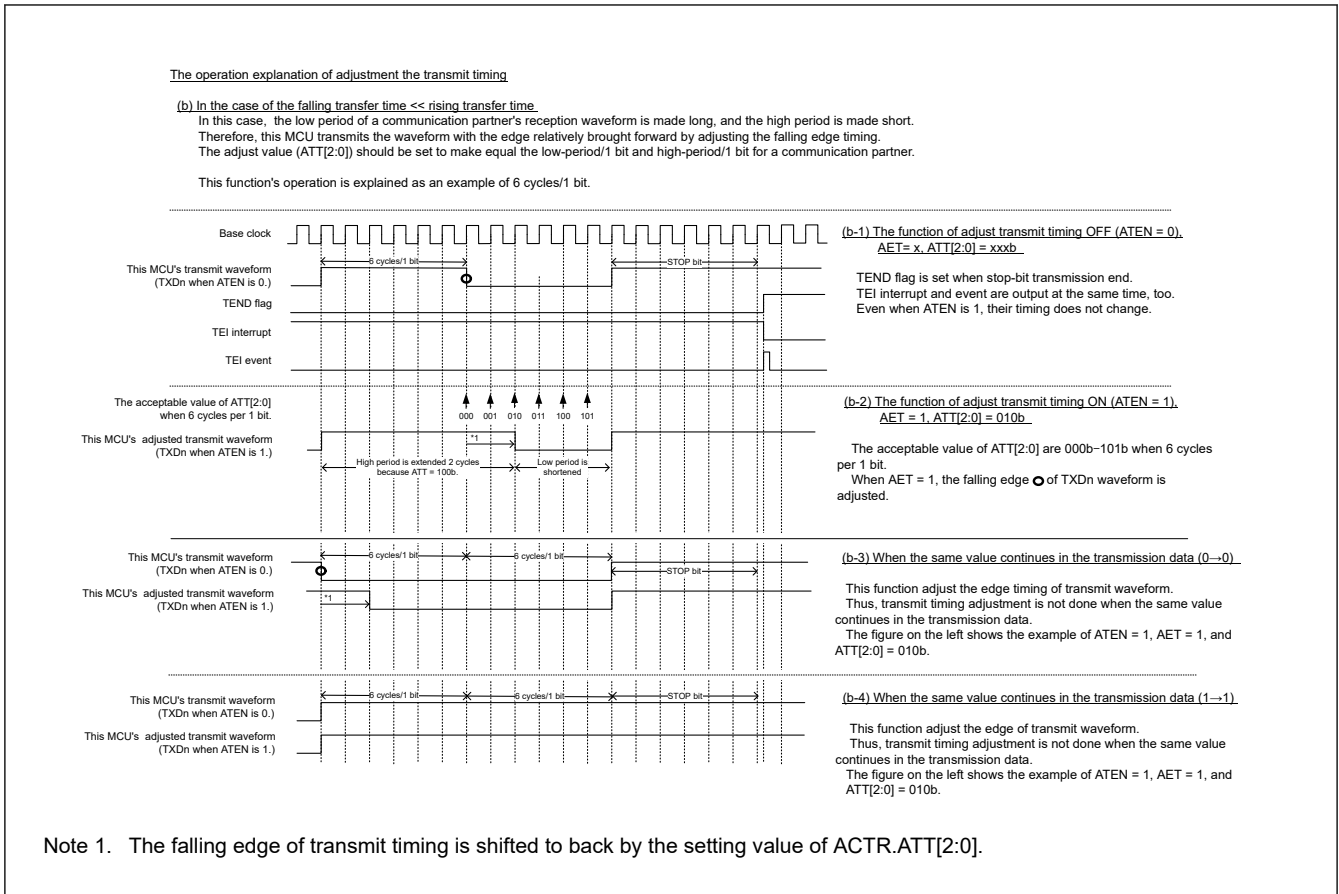 The operation explanation of adjustment the transmit timing
(b) In the case of the falling transfer time << rising transfer time
In this case, the low period of a communication partner's reception waveform is made long, and the high period is made short.
Therefore, this MCU transmits the waveform with the edge relatively brought forward by adjusting the falling edge timing.
The adjust value (ATT[2:0]) should be set to make equal the low-period/1 bit and high-period/1 bit for a communication partner.
This function's operation is explained as an example of 6 cycles/1 bit.
Base clock
6 cycles/1 bit
STOP bit
This MCU's transmit waveform
(TXDn when ATEN is 0.)
TEND flag
TEI interrupt
TEI event
(b-1) The function of adjust transmit timing OFF (ATEN = 0),
AET= x, ATT[2:0] = xxxb
TEND flag is set when stop-bit transmission end.
TEI interrupt and event are output at the same time, too.
Even when ATEN is 1, their timing does not change.
The acceptable value of ATT[2:0]
when 6 cycles per 1 bit.
000 001 010 011 100 101
This MCU's adjusted transmit waveform
(TXDn when ATEN is 1.)
*1
High period is extended 2 cycles
because ATT = 100b.
Low period is
shortened
(b-2) The function of adjust transmit timing ON (ATEN = 1),
AET = 1, ATT[2:0] = 010b
The acceptable value of ATT[2:0] are 000b−101b when 6 cycles
per 1 bit.
When AET = 1, the falling edge of TXDn waveform is
adjusted.
This MCU's transmit waveform
(TXDn when ATEN is 0.)
6 cycles/1 bit
6 cycles/1 bit
STOP bit
This MCU's adjusted transmit waveform
(TXDn when ATEN is 1.)
*1
(b-3) When the same value continues in the transmission data (0→0)
This function adjust the edge timing of transmit waveform.
Thus, transmit timing adjustment is not done when the same value
continues in the transmission data.
The figure on the left shows the example of ATEN = 1, AET = 1, and
ATT[2:0] = 010b.
This MCU's transmit waveform
(TXDn when ATEN is 0.)
6 cycles/1 bit
6 cycles/1 bit
STOP bit
This MCU's adjusted transmit waveform
(TXDn when ATEN is 1.)
(b-4) When the same value continues in the transmission data (1→1)
This function adjust the edge of transmit waveform.
Thus, transmit timing adjustment is not done when the same value
continues in the transmission data.
The figure on the left shows the example of ATEN = 1, AET = 1, and
ATT[2:0] = 010b.
Note 1. The falling edge of transmit timing is shifted to back by the setting value of ACTR.ATT[2:0].